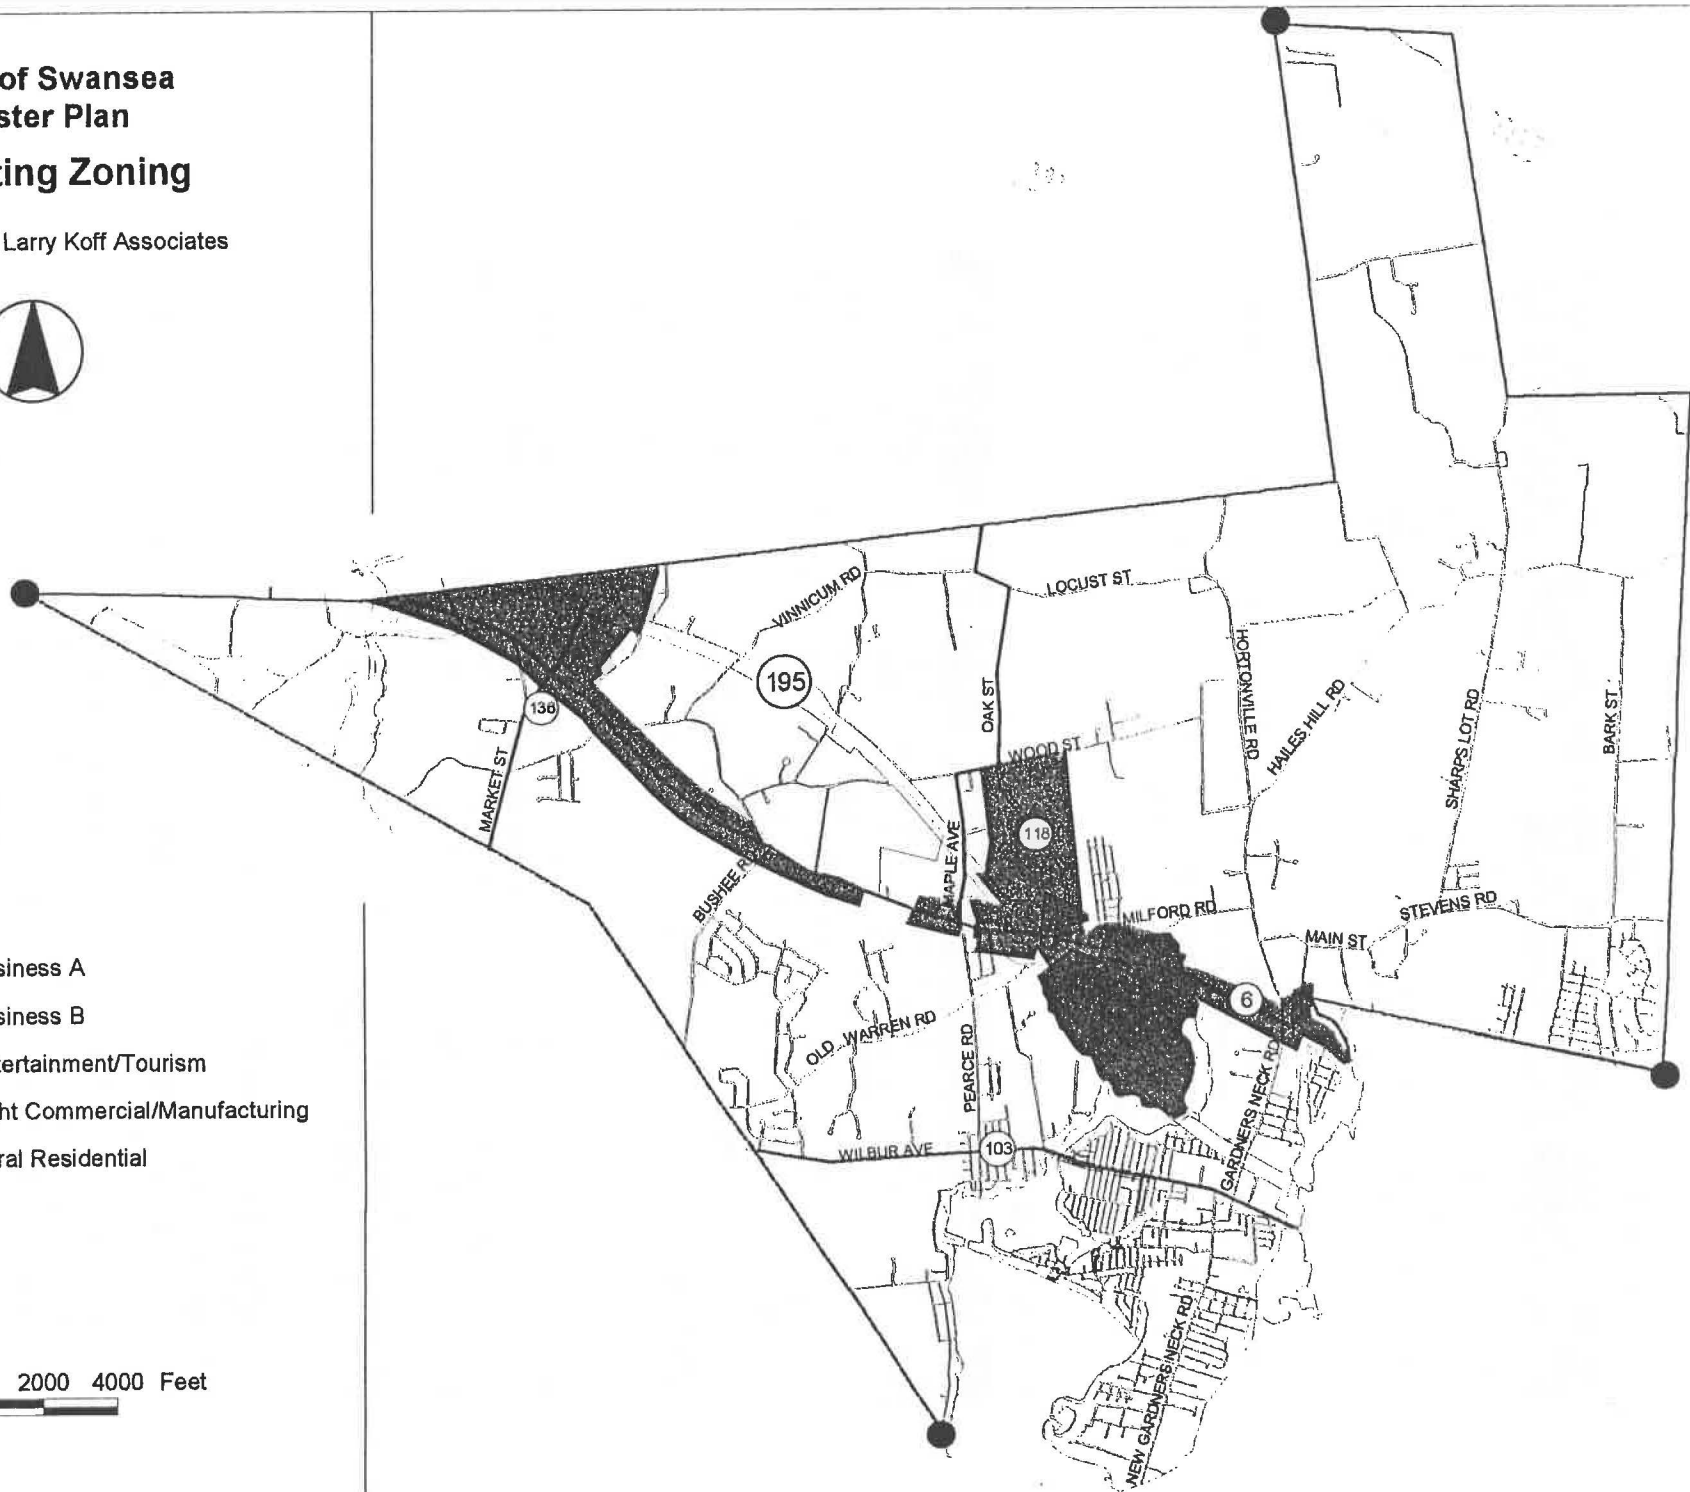 of Swansea
ster Plan
ting Zoning
Larry Koff Associates
siness A
siness B
tertainment/Tourism
ht Commercial/Manufacturing
ral Residential
2000 4000 Feet
VINNICUM RD
LOCUST ST
195
136
OAK ST
HORTONVILLE RD
HAILES HILL RD
SHARPS LOT RD
BARK ST
MARKET ST
WOOD ST
118
MAPLE AVE
BUSHEE R
MILFORD RD
STEVENS RD
MAIN ST
6
OLD WARREN RD
PEARCE RD
GARDNERS NECK RD
WILBUR AVE
103
NEW GARDNERS NECK RD